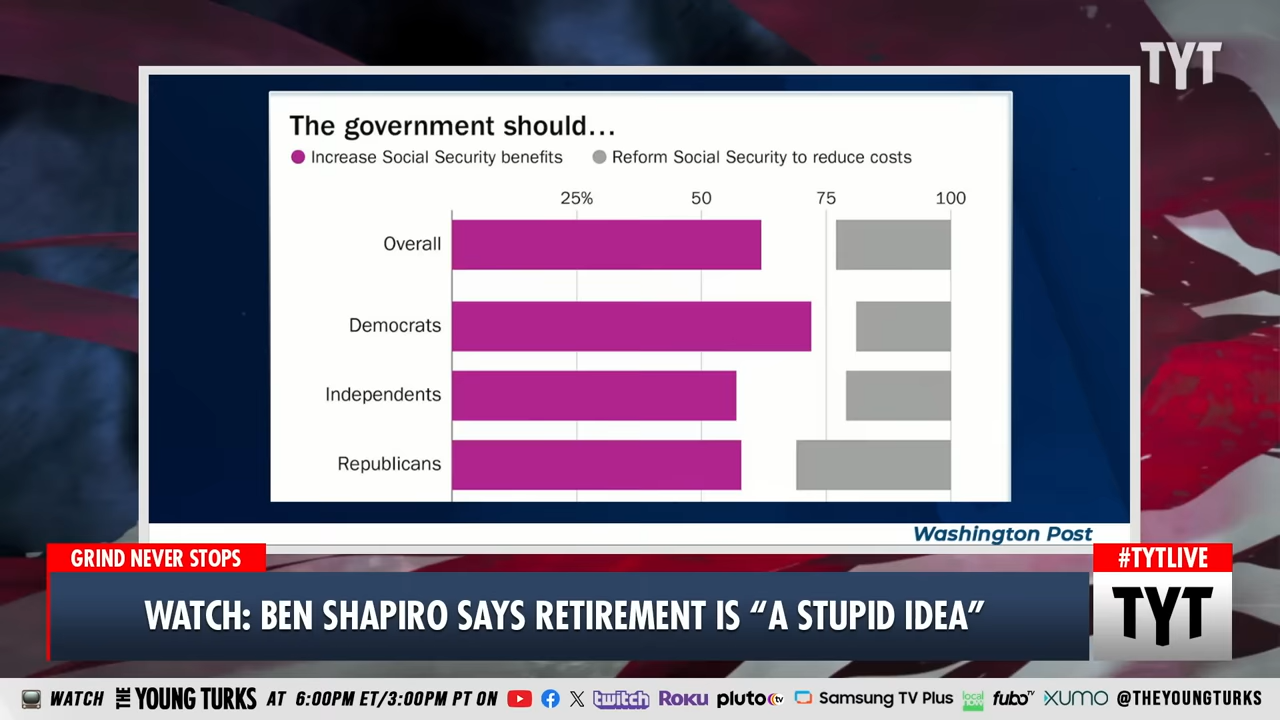 TYT
The government should...
Increase Social Security benefits
Reform Social Security to reduce costs
25% 50 75 100
Overall
Democrats
Independents
Republicans
Washington Post
GRIND NEVER STOPS
#TYTLIVE
WATCH: BEN SHAPIRO SAYS RETIREMENT IS “A STUPID IDEA”
TYT
WATCH THE YOUNG TURKS AT 6:00PM ET/3:00PM PT ON twitch Roku pluto tv Samsung TV Plus local now fubo TV XUMO @THEYOUNGTURKS